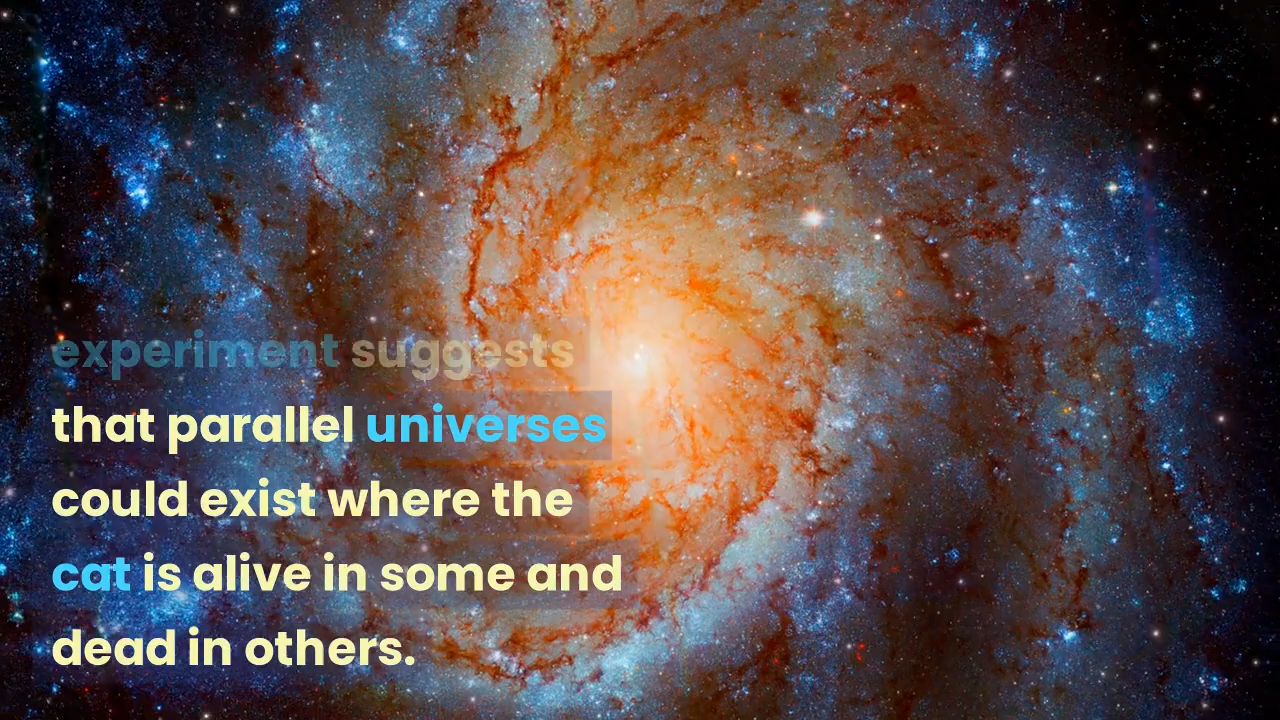 experiment suggests
that parallel universes
could exist where the
cat is alive in some and
dead in others.